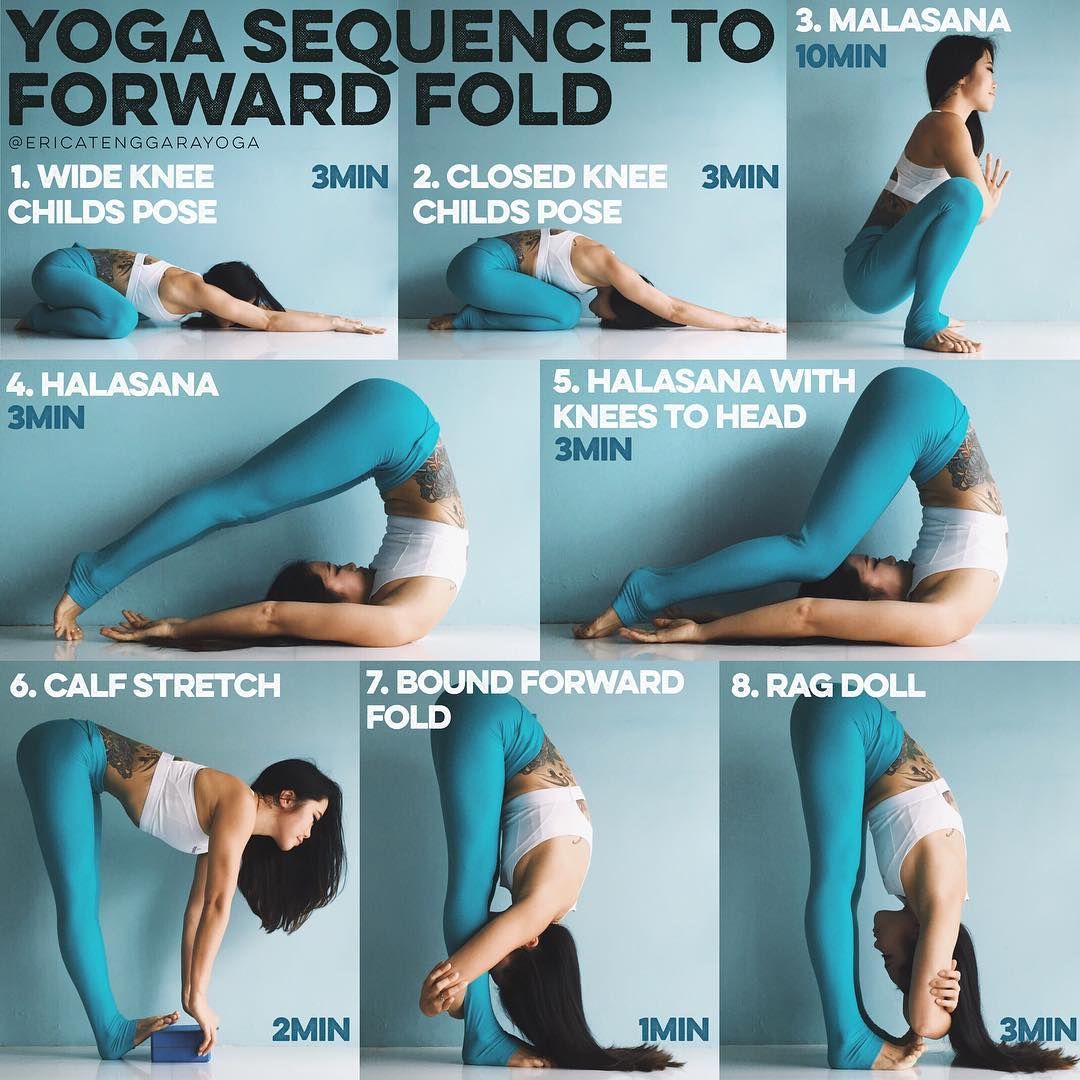 YOGA SEQUENCE TO
FORWARD FOLD
@ERICATENGGARAYOGA
1. WIDE KNEE
CHILDS POSE
3MIN
2. CLOSED KNEE
CHILDS POSE
3MIN
3. MALASANA
10MIN
4. HALASANA
3MIN
5. HALASANA WITH
KNEES TO HEAD
3MIN
6. CALF STRETCH
2MIN
7. BOUND FORWARD
FOLD
1MIN
8. RAG DOLL
3MIN